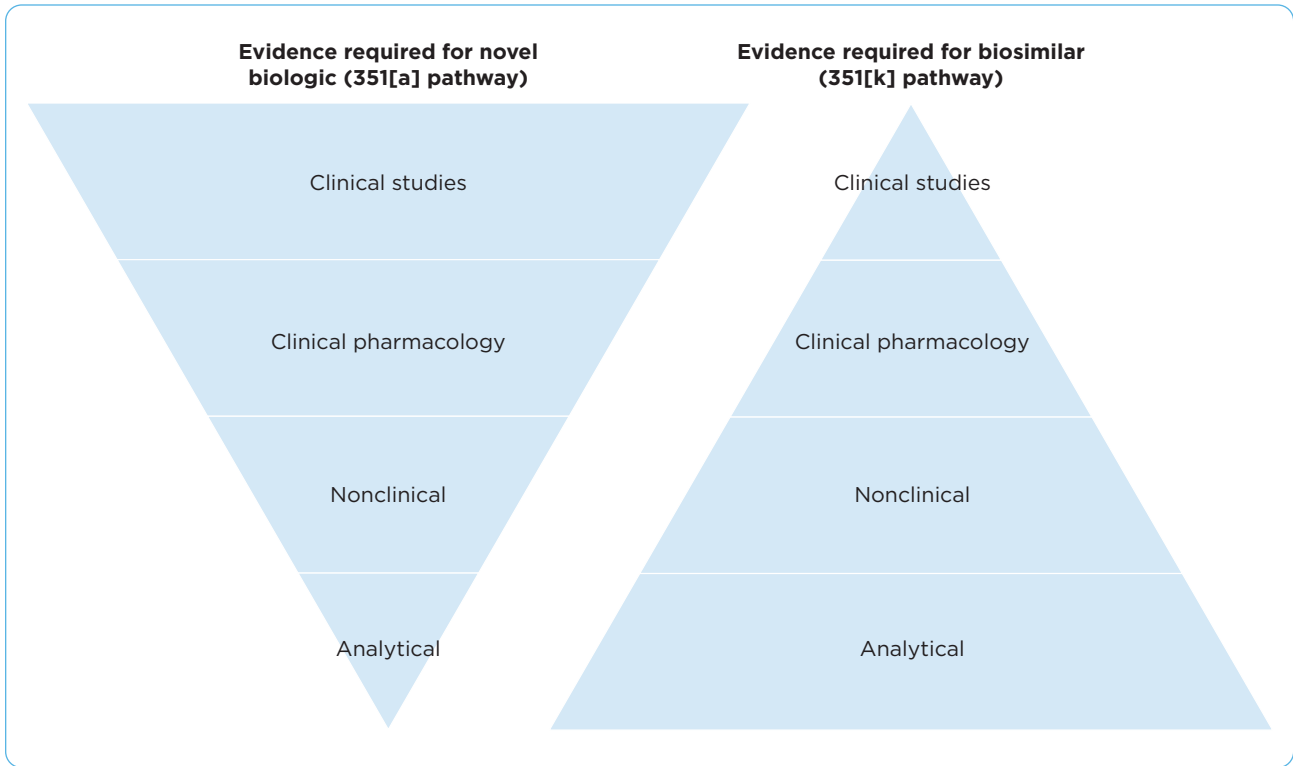 Evidence required for novel
biologic (351[a] pathway)
Clinical studies
Clinical pharmacology
Nonclinical
Analytical
Evidence required for biosimilar
(351[k] pathway)
Clinical studies
Clinical pharmacology
Nonclinical
Analytical